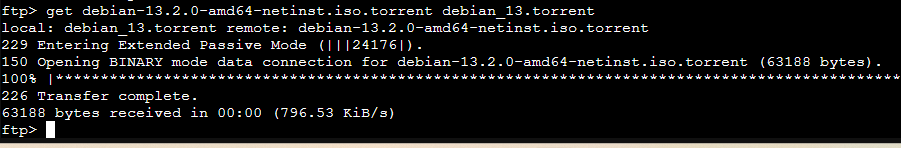 ftp> get debian-13.2.0-amd64-netinst.iso.torrent debian_13.torrent
local: debian_13.torrent remote: debian-13.2.0-amd64-netinst.iso.torrent
229 Entering Extended Passive Mode (|||24176|).
150 Opening BINARY mode data connection for debian-13.2.0-amd64-netinst.iso.torrent (63188 bytes).
100% |***********************************************************************************************
226 Transfer complete.
63188 bytes received in 00:00 (796.53 KiB/s)
ftp>